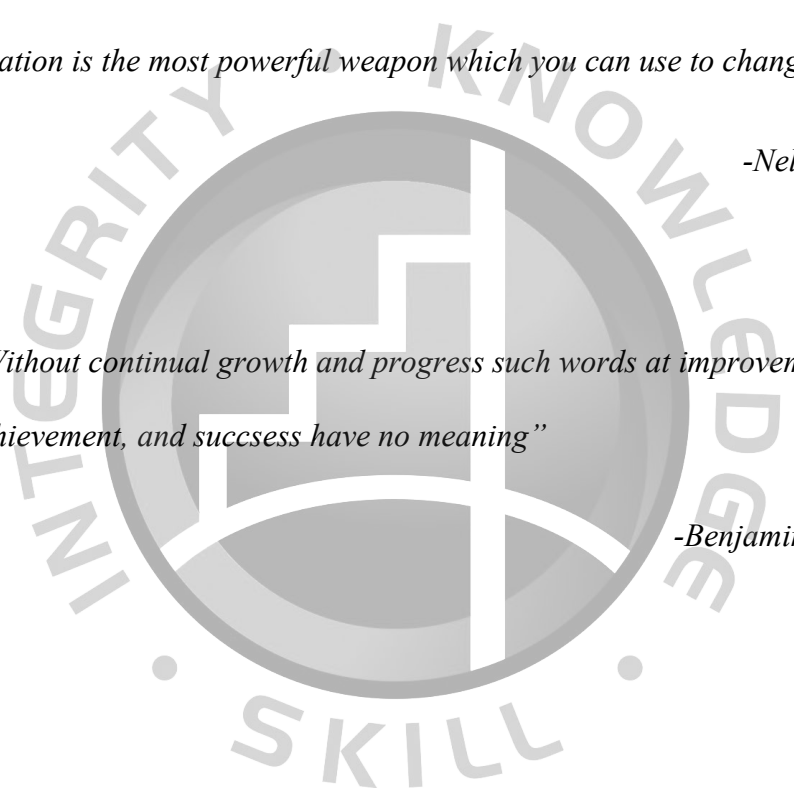 ation is the most powerful weapon which you can use to chang
-Nel
Without continual growth and progress such words at improvem
hievement, and succsess have no meaning”
-Benjamin
INTEGRITY • KNOWLEDGE • SKILL •